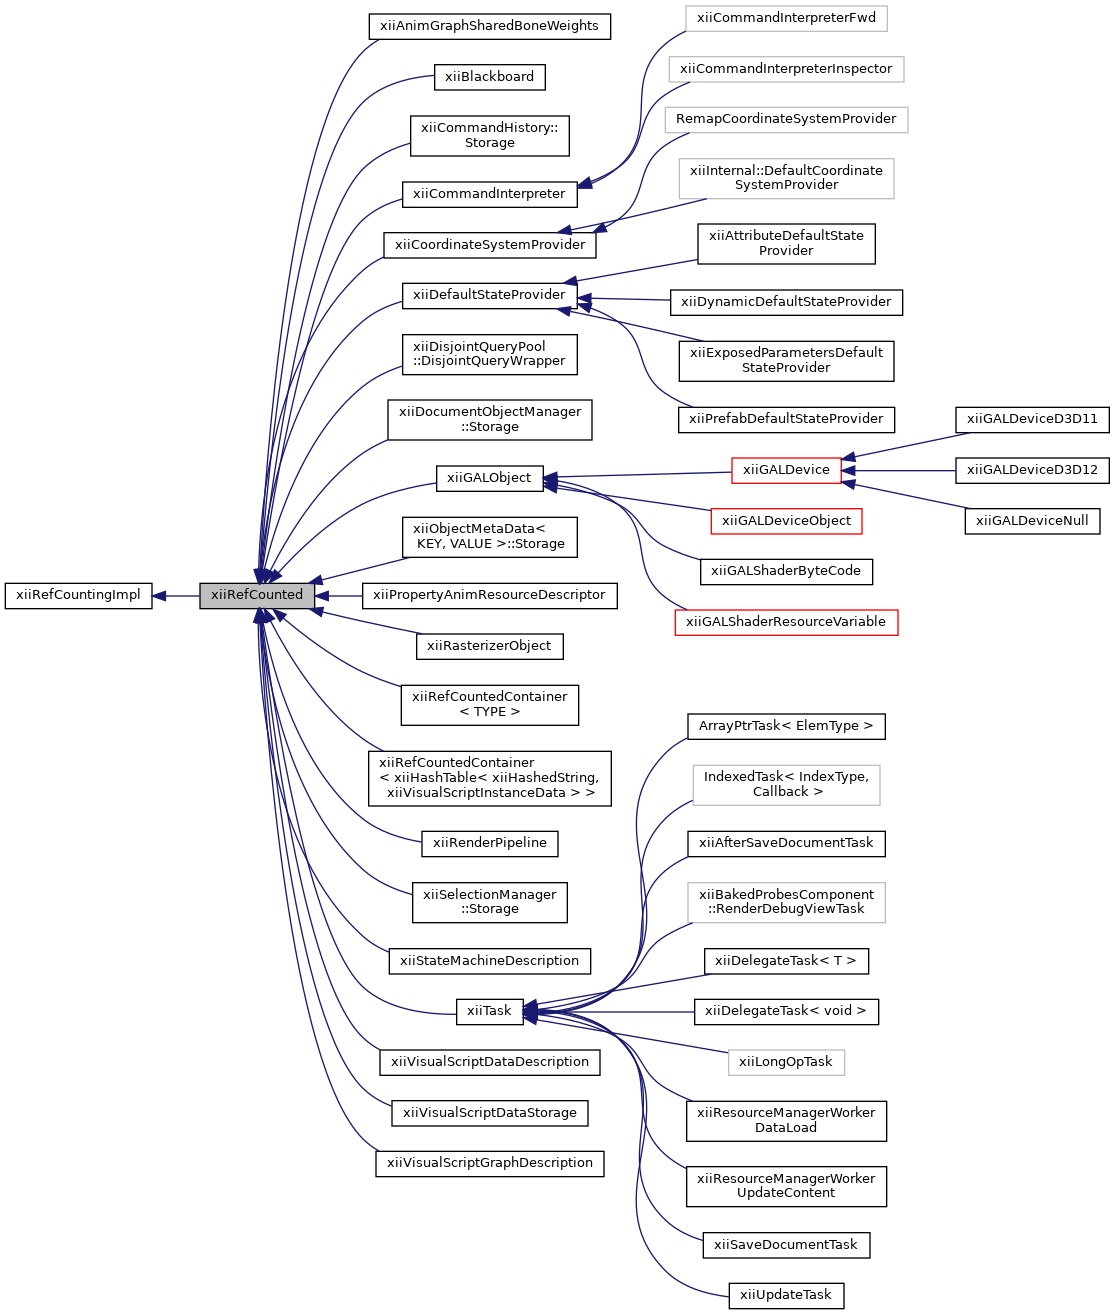 xiiRefCountingImpl
xiiRefCounted
xiiAnimGraphSharedBoneWeights
xiiBlackboard
xiiCommandHistory::
Storage
xiiCommandInterpreter
xiiCoordinateSystemProvider
xiiDefaultStateProvider
xiiDisjointQueryPool
::DisjointQueryWrapper
xiiDocumentObjectManager
::Storage
xiiGALObject
xiiObjectMetaData<
KEY, VALUE >::Storage
xiiPropertyAnimResourceDescriptor
xiiRasterizerObject
xiiRefCountedContainer
< TYPE >
xiiRefCountedContainer
< xiiHashTable< xiiHashedString,
xiiVisualScriptInstanceData > >
xiiRenderPipeline
xiiSelectionManager
::Storage
xiiStateMachineDescription
xiiTask
xiiVisualScriptDataDescription
xiiVisualScriptDataStorage
xiiVisualScriptGraphDescription
xiiCommandInterpreterFwd
xiiCommandInterpreterInspector
RemapCoordinateSystemProvider
xiiInternal::DefaultCoordinate
SystemProvider
xiiAttributeDefaultState
Provider
xiiDynamicDefaultStateProvider
xiiExposedParametersDefault
StateProvider
xiiPrefabDefaultStateProvider
xiiGALDevice
xiiGALDeviceObject
xiiGALShaderByteCode
xiiGALShaderResourceVariable
ArrayPtrTask< ElemType >
IndexedTask< IndexType,
Callback >
xiiAfterSaveDocumentTask
xiiBakedProbesComponent
::RenderDebugViewTask
xiiDelegateTask< T >
xiiDelegateTask< void >
xiiLongOpTask
xiiResourceManagerWorker
DataLoad
xiiResourceManagerWorker
UpdateContent
xiiSaveDocumentTask
xiiUpdateTask
xiiGALDeviceD3D11
xiiGALDeviceD3D12
xiiGALDeviceNull